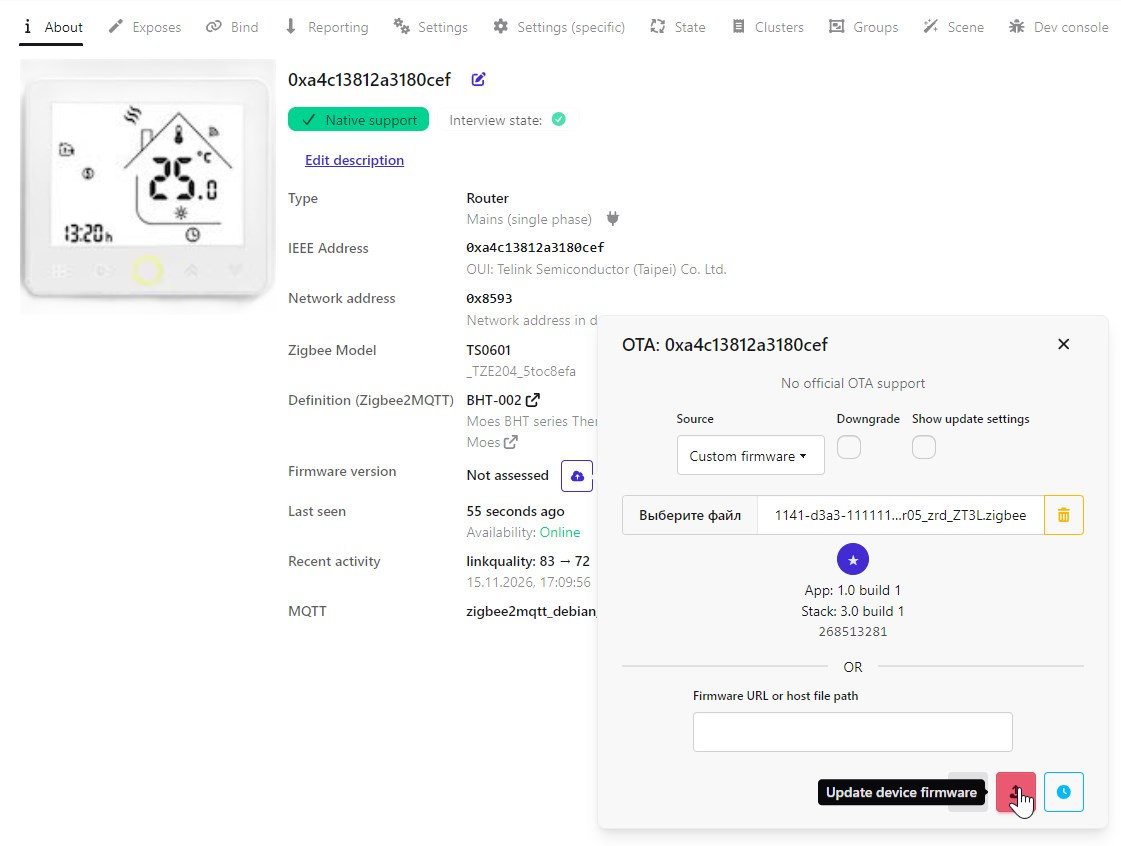 About
Exposes
Bind
Reporting
Settings
Settings (specific)
State
Clusters
Groups
Scene
Dev console
25.0 °C
13:20h
0xa4c13812a3180cef
Native support
Interview state:
Edit description
Type
Router
Mains (single phase)
IEEE Address
0xa4c13812a3180cef
OUI: Telink Semiconductor (Taipei) Co. Ltd.
Network address
0x8593
Network address in d
Zigbee Model
TS0601
_TZE204_5toc8efa
Definition (Zigbee2MQTT)
BHT-002
Moes BHT series Ther
Moes
Firmware version
Not assessed
Last seen
55 seconds ago
Availability: Online
Recent activity
linkquality: 83 → 72
15.11.2026, 17:09:56
MQTT
zigbee2mqtt_debian
OTA: 0xa4c13812a3180cef
No official OTA support
Source
Downgrade
Show update settings
Custom firmware
Выберите файл
1141-d3a3-111111...r05_zrd_ZT3L.zigbee
App: 1.0 build 1
Stack: 3.0 build 1
268513281
OR
Firmware URL or host file path
Update device firmware